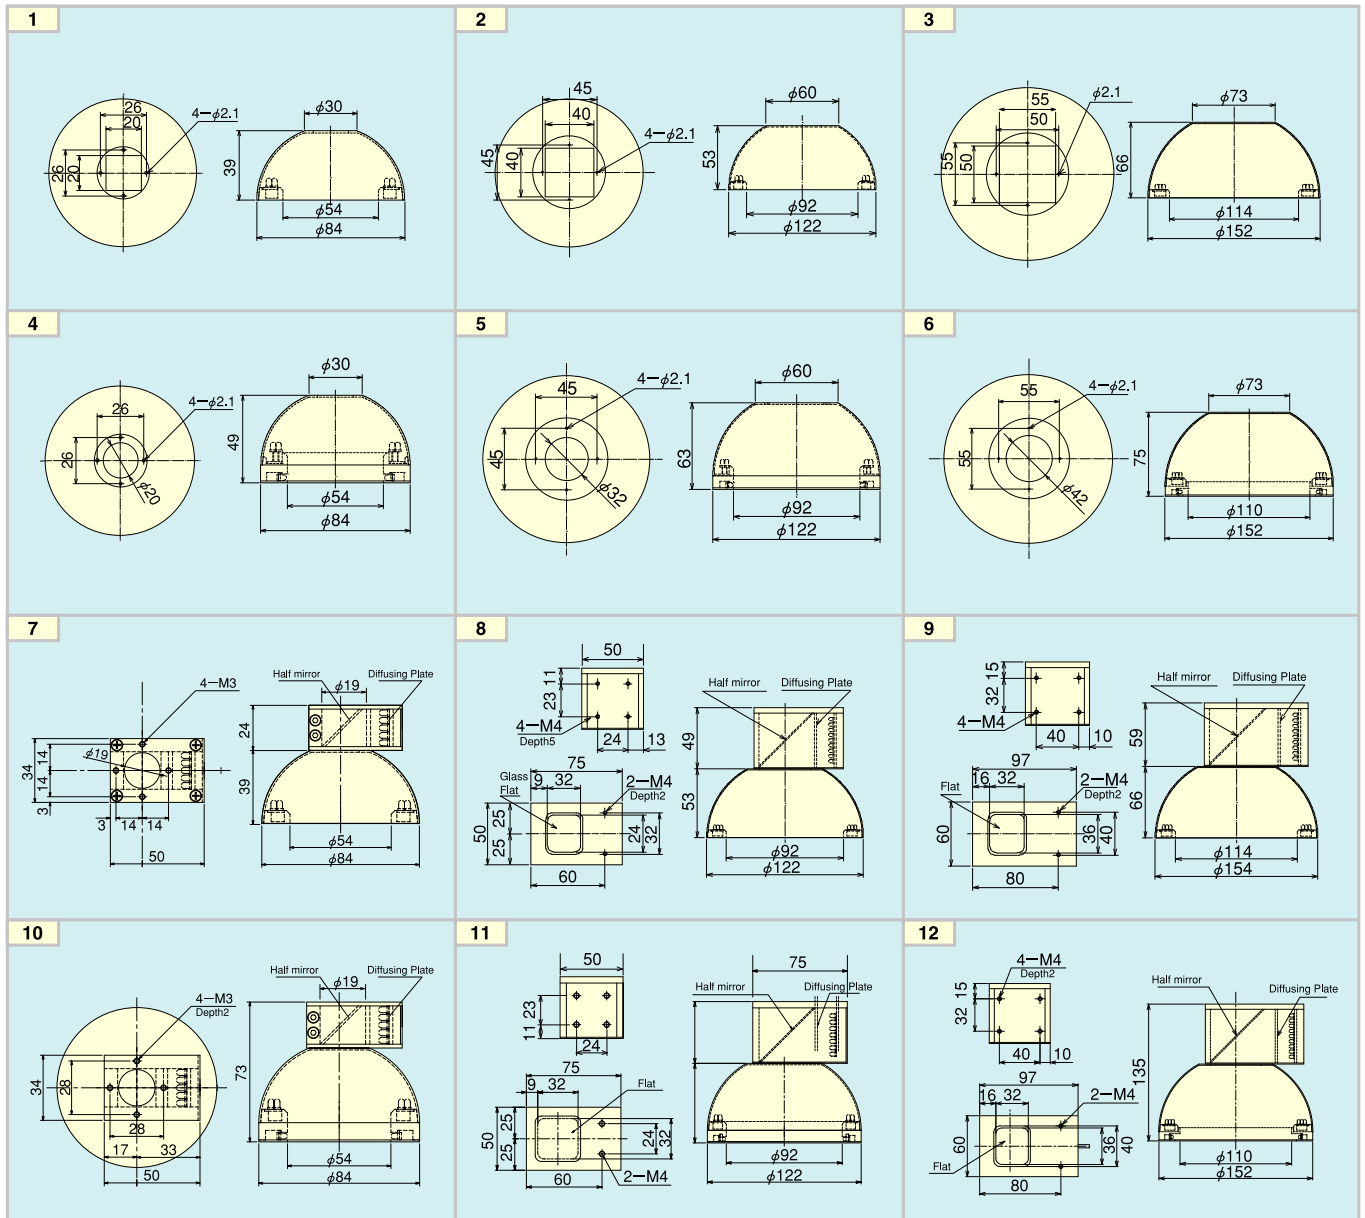 1
26
20
4−φ2.1
26
20
φ30
39
φ54
φ84
2
45
40
4−φ2.1
45
40
φ60
53
φ92
φ122
3
55
50
φ2.1
55
50
φ73
66
φ114
φ152
4
26
4−φ2.1
26
φ20
φ30
49
φ54
φ84
5
45
4−φ2.1
45
φ32
φ60
63
φ92
φ122
6
55
4−φ2.1
55
φ42
φ73
75
φ110
φ152
7
4−M3
φ19
34
14
14
3
3
14
14
50
Half mirror
Diffusing Plate
φ19
24
39
φ54
φ84
8
50
11
23
4−M4
Depth5
24
13
75
Glass
Flat
9
32
2−M4
Depth2
50
25
25
24
32
60
Half mirror
Diffusing Plate
49
53
φ92
φ122
9
15
32
4−M4
40
10
97
16
32
2−M4
Depth2
Flat
60
36
40
80
Half mirror
Diffusing Plate
59
66
φ114
φ154
10
4−M3
Depth2
34
28
28
17
33
50
Half mirror
Diffusing Plate
φ19
73
φ54
φ84
11
50
23
11
24
75
9
32
Flat
50
25
25
24
32
60
2−M4
75
Half mirror
Diffusing Plate
φ92
φ122
12
4−M4
Depth2
15
32
40
10
97
16
32
2−M4
60
36
40
Flat
80
Half mirror
Diffusing Plate
135
φ110
φ152